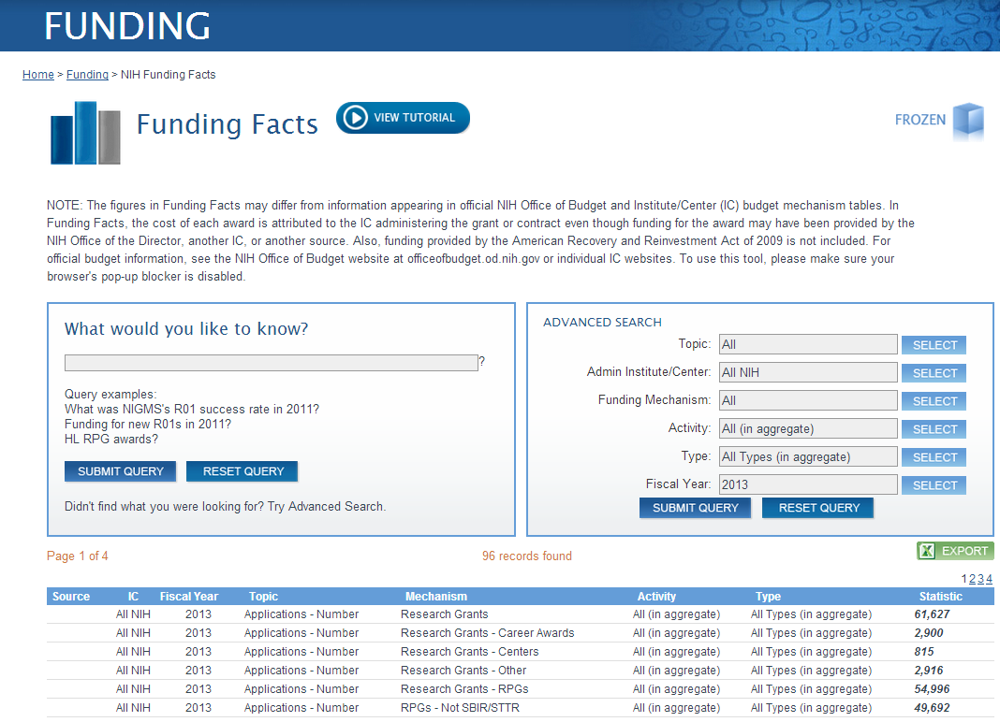 FUNDING
Home > Funding > NIH Funding Facts
Funding Facts
VIEW TUTORIAL
FROZEN
NOTE: The figures in Funding Facts may differ from information appearing in official NIH Office of Budget and Institute/Center (IC) budget mechanism tables. In
Funding Facts, the cost of each award is attributed to the IC administering the grant or contract even though funding for the award may have been provided by the
NIH Office of the Director, another IC, or another source. Also, funding provided by the American Recovery and Reinvestment Act of 2009 is not included. For
official budget information, see the NIH Office of Budget website at officeofbudget.od.nih.gov or individual IC websites. To use this tool, please make sure your
browser's pop-up blocker is disabled.
What would you like to know?
?
Query examples:
What was NIGMS's R01 success rate in 2011?
Funding for new R01s in 2011?
HL RPG awards?
SUBMIT QUERY RESET QUERY
Didn't find what you were looking for? Try Advanced Search.
ADVANCED SEARCH
Topic: All SELECT
Admin Institute/Center: All NIH SELECT
Funding Mechanism: All SELECT
Activity: All (in aggregate) SELECT
Type: All Types (in aggregate) SELECT
Fiscal Year: 2013 SELECT
SUBMIT QUERY RESET QUERY
Page 1 of 4 96 records found EXPORT
1 2 3 4
Source IC Fiscal Year Topic Mechanism Activity Type Statistic
All NIH 2013 Applications - Number Research Grants All (in aggregate) All Types (in aggregate) 61,627
All NIH 2013 Applications - Number Research Grants - Career Awards All (in aggregate) All Types (in aggregate) 2,900
All NIH 2013 Applications - Number Research Grants - Centers All (in aggregate) All Types (in aggregate) 815
All NIH 2013 Applications - Number Research Grants - Other All (in aggregate) All Types (in aggregate) 2,916
All NIH 2013 Applications - Number Research Grants - RPGs All (in aggregate) All Types (in aggregate) 54,996
All NIH 2013 Applications - Number RPGs - Not SBIR/STTR All (in aggregate) All Types (in aggregate) 49,692